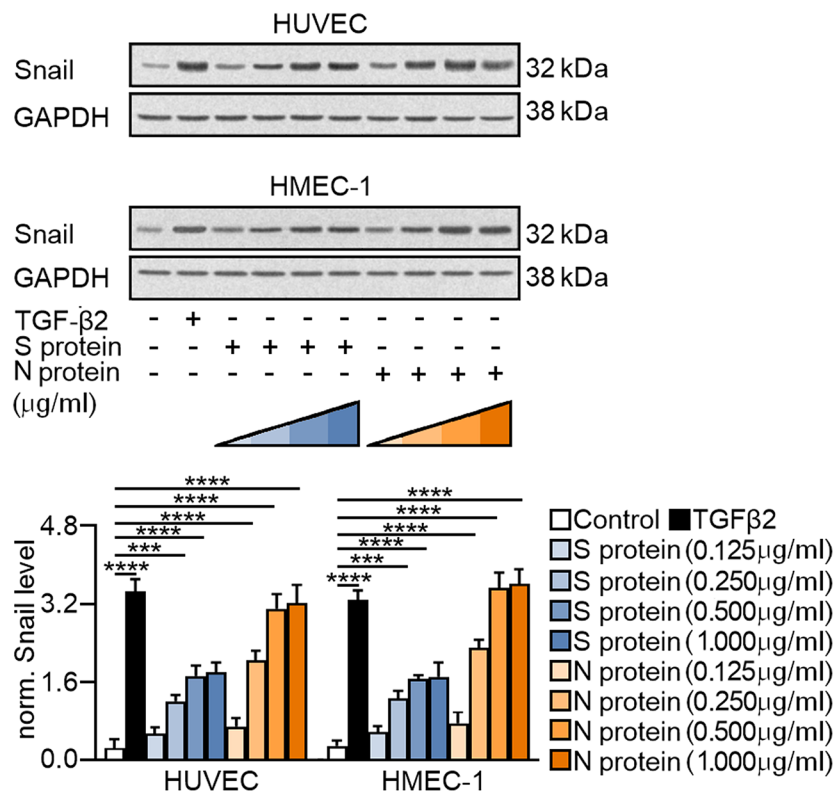 HUVEC
Snail 32 kDa
GAPDH 38 kDa
HMEC-1
Snail 32 kDa
GAPDH 38 kDa
TGF-β2 - + - - - - - - - -
S protein - - + + + + - - - -
N protein - - - - - - + + + +
(μg/ml)
****
****
****
****
***
****
****
****
****
****
***
****
norm. Snail level
4.8
3.2
1.6
0.0
HUVEC HMEC-1
Control TGFβ2
S protein (0.125μg/ml)
S protein (0.250μg/ml)
S protein (0.500μg/ml)
S protein (1.000μg/ml)
N protein (0.125μg/ml)
N protein (0.250μg/ml)
N protein (0.500μg/ml)
N protein (1.000μg/ml)